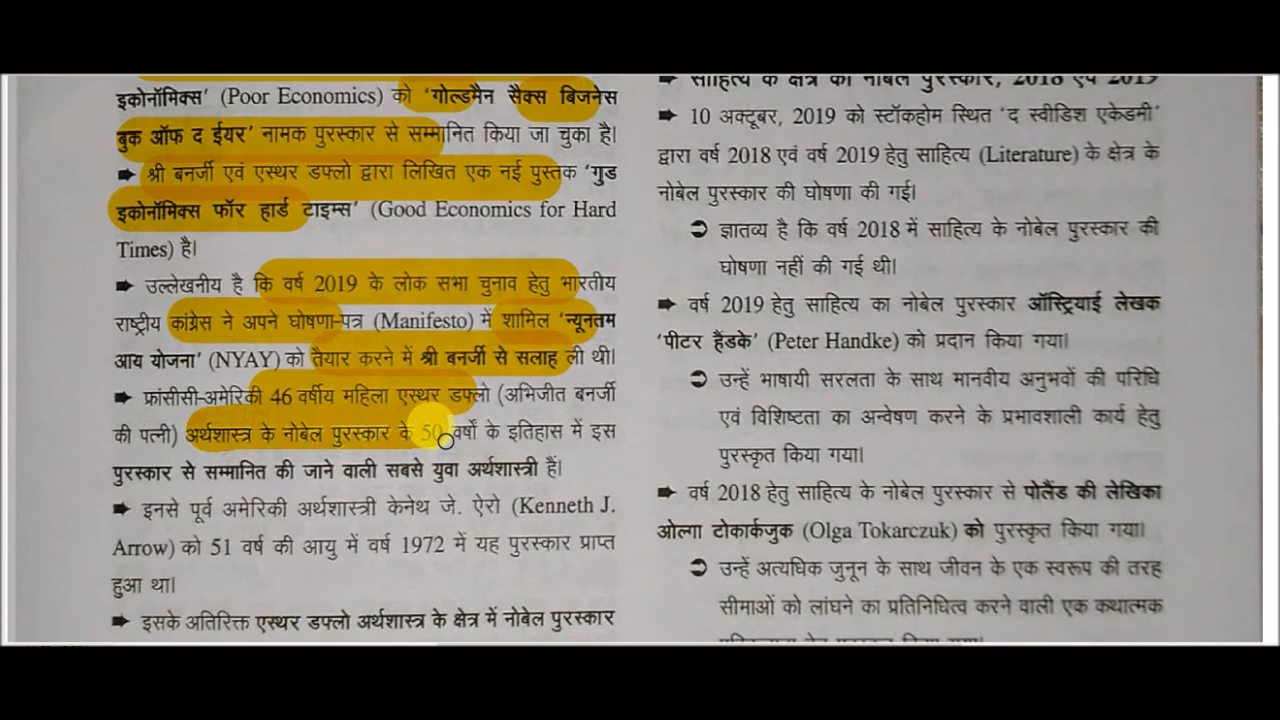 इकोनॉमिक्स' (Poor Economics) को 'गोल्डमैन सैक्स बिजनेस
बुक ऑफ द ईयर' नामक पुरस्कार से सम्मानित किया जा चुका है।
➡ श्री बनर्जी एवं एस्थर डफ्लो द्वारा लिखित एक नई पुस्तक 'गुड
इकोनॉमिक्स फॉर हार्ड टाइम्स' (Good Economics for Hard
Times) है।
➡ उल्लेखनीय है कि वर्ष 2019 के लोक सभा चुनाव हेतु भारतीय
राष्ट्रीय कांग्रेस ने अपने घोषणा-पत्र (Manifesto) में शामिल 'न्यूनतम
आय योजना' (NYAY) को तैयार करने में श्री बनर्जी से सलाह ली थी।
➡ फ्रांसीसी-अमेरिकी 46 वर्षीय महिला एस्थर डफ्लो (अभिजीत बनर्जी
की पत्नी) अर्थशास्त्र के नोबेल पुरस्कार के 50 वर्षों के इतिहास में इस
पुरस्कार से सम्मानित की जाने वाली सबसे युवा अर्थशास्त्री हैं।
➡ इनसे पूर्व अमेरिकी अर्थशास्त्री केनेथ जे. ऐरो (Kenneth J.
Arrow) को 51 वर्ष की आयु में वर्ष 1972 में यह पुरस्कार प्राप्त
हुआ था।
➡ इसके अतिरिक्त एस्थर डफ्लो अर्थशास्त्र के क्षेत्र में नोबेल पुरस्कार
➡ साहित्य के क्षेत्र का नोबेल पुरस्कार, 2018 एवं 2019
➡ 10 अक्टूबर, 2019 को स्टॉकहोम स्थित 'द स्वीडिश एकेडमी'
द्वारा वर्ष 2018 एवं वर्ष 2019 हेतु साहित्य (Literature) के क्षेत्र के
नोबेल पुरस्कार की घोषणा की गई।
➲ ज्ञातव्य है कि वर्ष 2018 में साहित्य के नोबेल पुरस्कार की
घोषणा नहीं की गई थी।
➡ वर्ष 2019 हेतु साहित्य का नोबेल पुरस्कार ऑस्ट्रियाई लेखक
'पीटर हैंडके' (Peter Handke) को प्रदान किया गया।
➲ उन्हें भाषायी सरलता के साथ मानवीय अनुभवों की परिधि
एवं विशिष्टता का अन्वेषण करने के प्रभावशाली कार्य हेतु
पुरस्कृत किया गया।
➡ वर्ष 2018 हेतु साहित्य के नोबेल पुरस्कार से पोलैंड की लेखिका
ओल्गा टोकार्कजुक (Olga Tokarczuk) को पुरस्कृत किया गया।
➲ उन्हें अत्यधिक जुनून के साथ जीवन के एक स्वरूप की तरह
सीमाओं को लांघने का प्रतिनिधित्व करने वाली एक कथात्मक